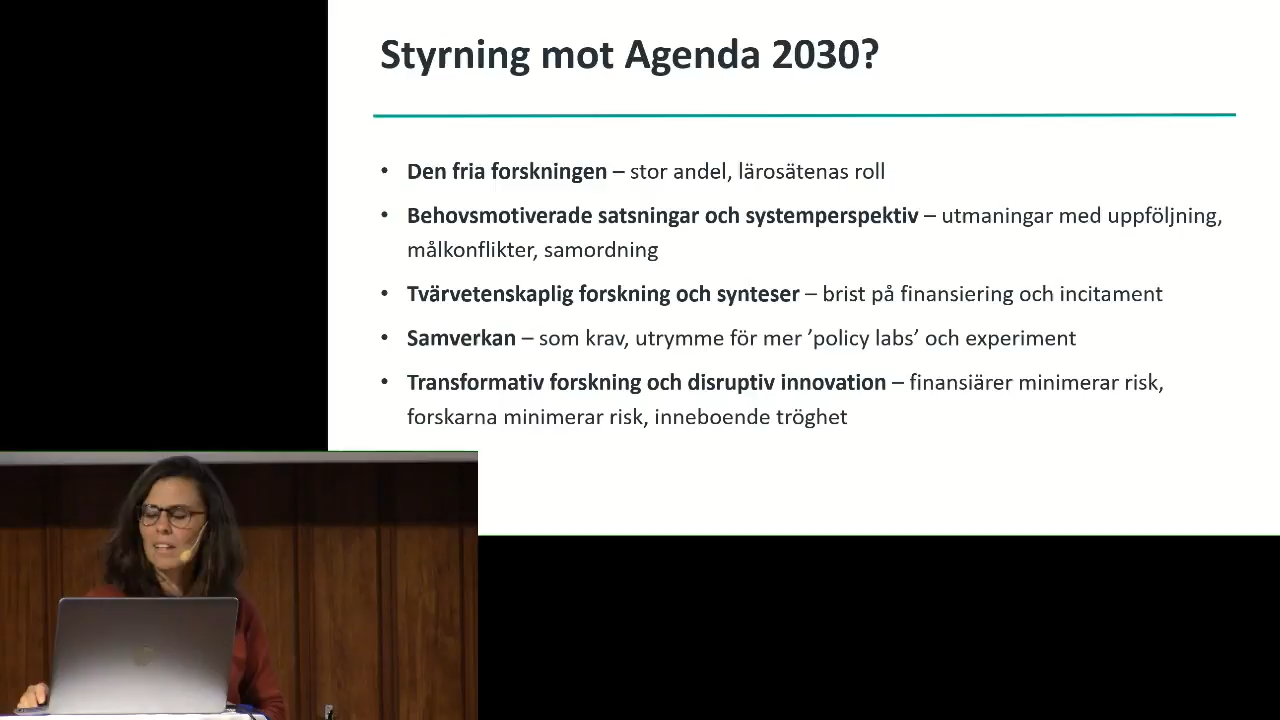 Styrning mot Agenda 2030?
• Den fria forskningen – stor andel, lärosätenas roll
• Behovsmotiverade satsningar och systemperspektiv – utmaningar med uppföljning,
målkonflikter, samordning
• Tvärvetenskaplig forskning och synteser – brist på finansiering och incitament
• Samverkan – som krav, utrymme för mer ’policy labs’ och experiment
• Transformativ forskning och disruptiv innovation – finansiärer minimerar risk,
forskarna minimerar risk, inneboende tröghet